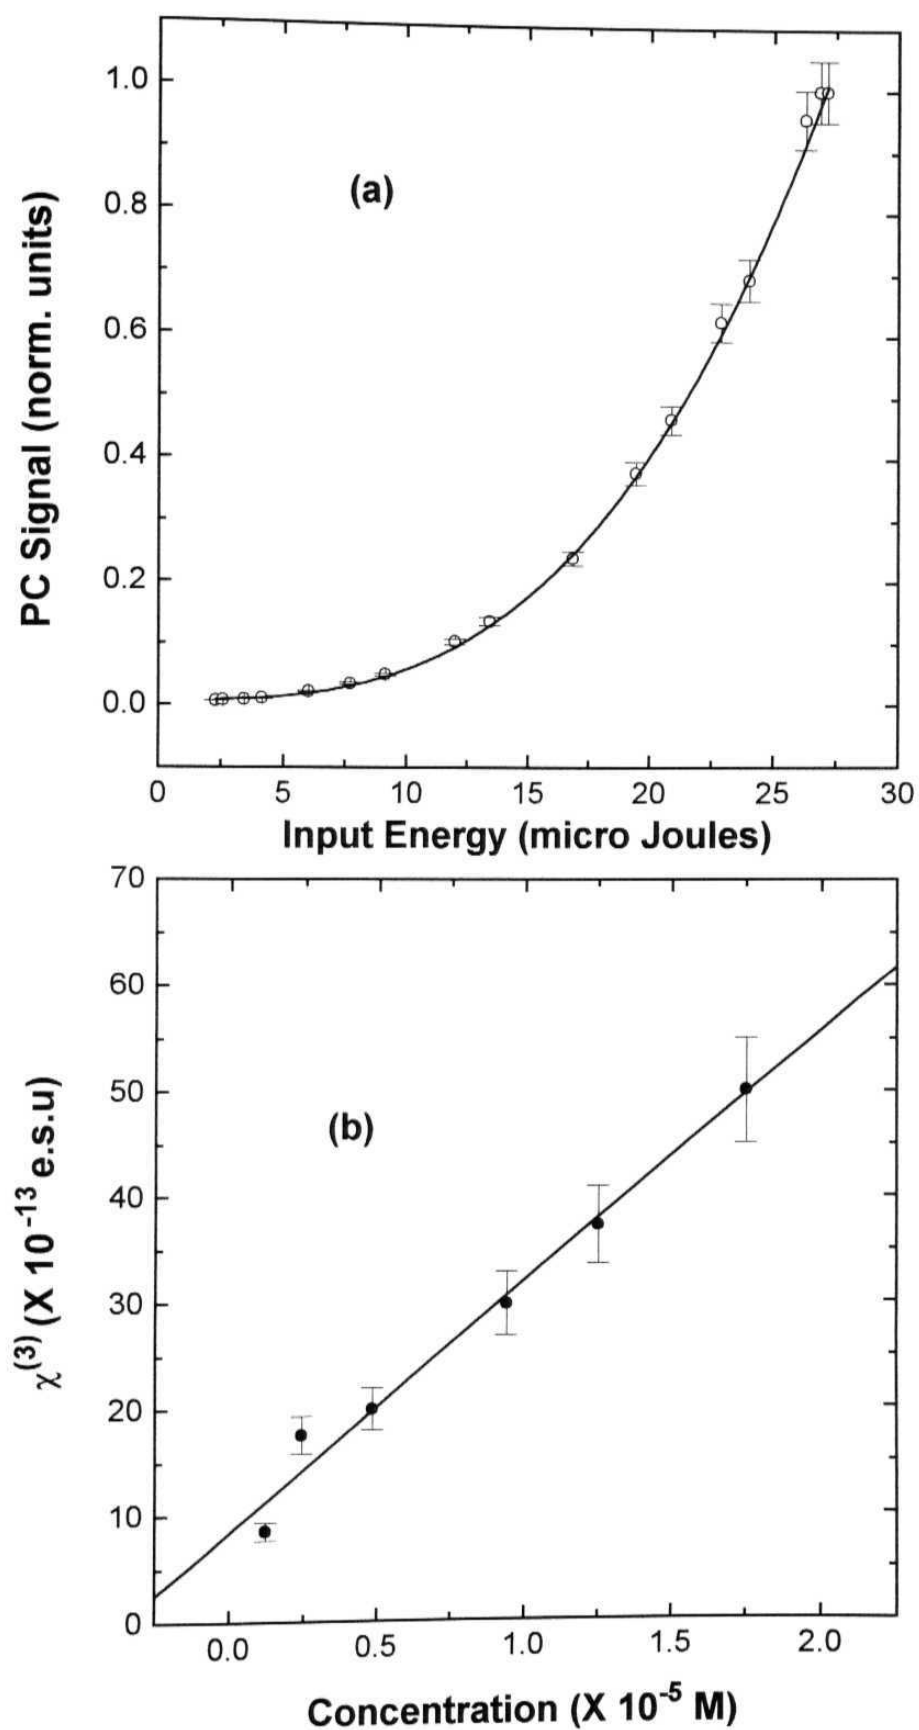 1.0
0.8
(a)
0.6
0.4
0.2
0.0
PC Signal (norm. units)
0 5 10 15 20 25 30
Input Energy (micro Joules)
70
60
50
(b)
40
30
20
10
0
χ(3) (X 10-13 e.s.u)
0.0 0.5 1.0 1.5 2.0
Concentration (X 10-5 M)